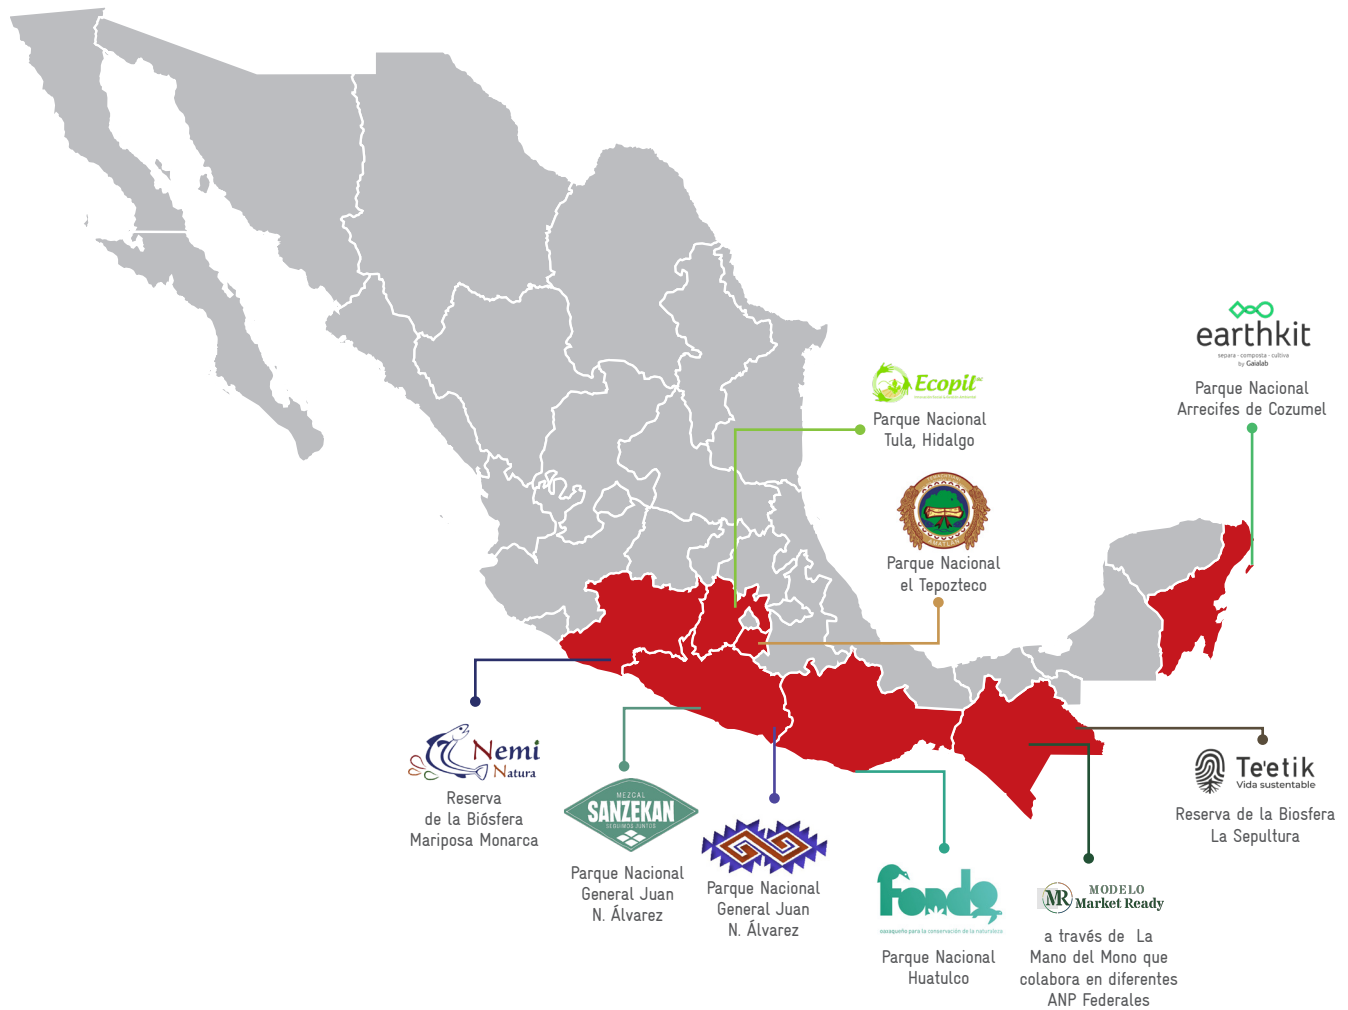 earthkit
separa - composta - cultiva
by Gaialab
Parque Nacional
Arrecifes de Cozumel
Ecopil
Parque Nacional
Tula, Hidalgo
Parque Nacional
el Tepozteco
Nemi
Natura
Reserva
de la Biósfera
Mariposa Monarca
MEZCAL
SANZEKAN
SEGUIMOS JUNTOS
Parque Nacional
General Juan
N. Álvarez
Parque Nacional
General Juan
N. Álvarez
fondo
oaxaqueño para la conservación de la naturaleza
Parque Nacional
Huatulco
MR
MODELO
Market Ready
a través de La
Mano del Mono que
colabora en diferentes
ANP Federales
Te'etik
Vida sustentable
Reserva de la Biosfera
La Sepultura